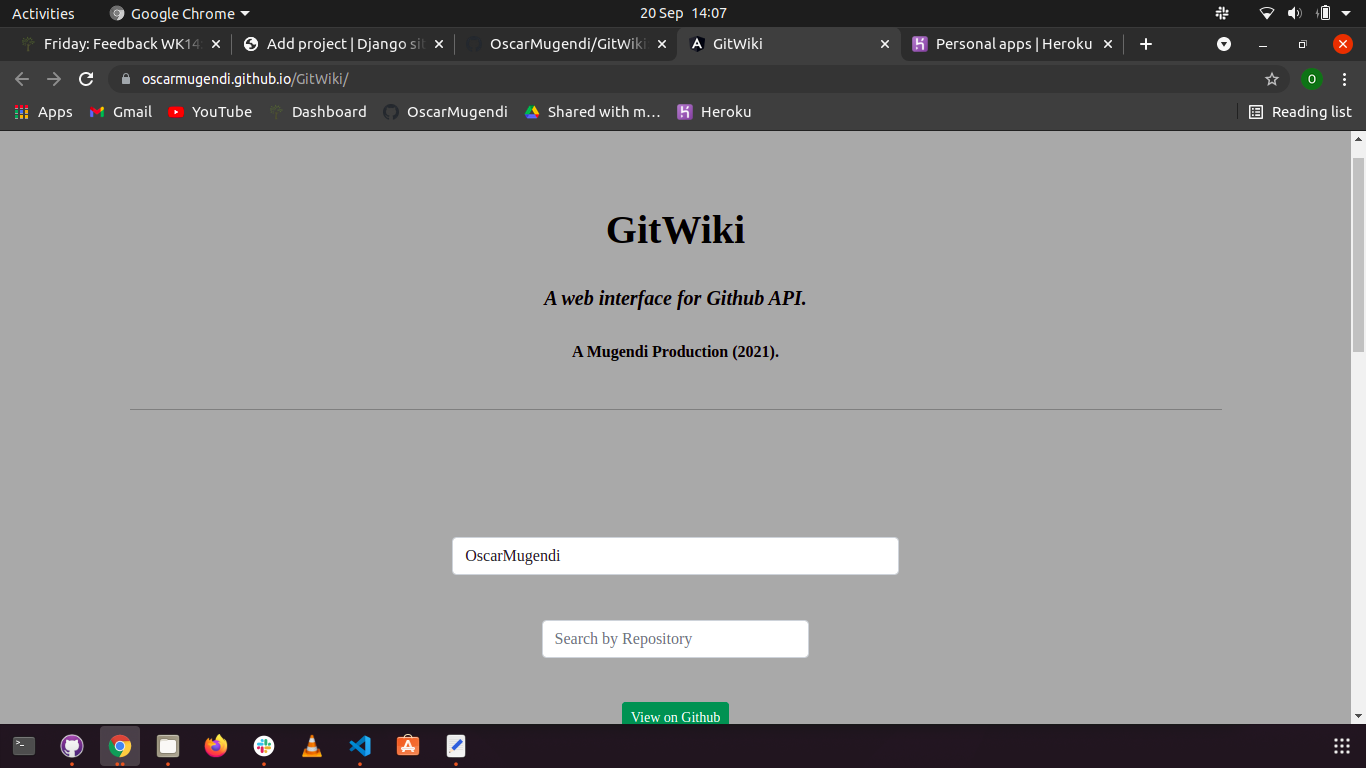 Activities Google Chrome 20 Sep 14:07
Friday: Feedback WK14 Add project | Django sit OscarMugendi/GitWiki GitWiki Personal apps | Heroku
oscarmugendi.github.io/GitWiki/ O
Apps Gmail YouTube Dashboard OscarMugendi Shared with m… Heroku Reading list
GitWiki
A web interface for Github API.
A Mugendi Production (2021).
OscarMugendi
Search by Repository
View on Github